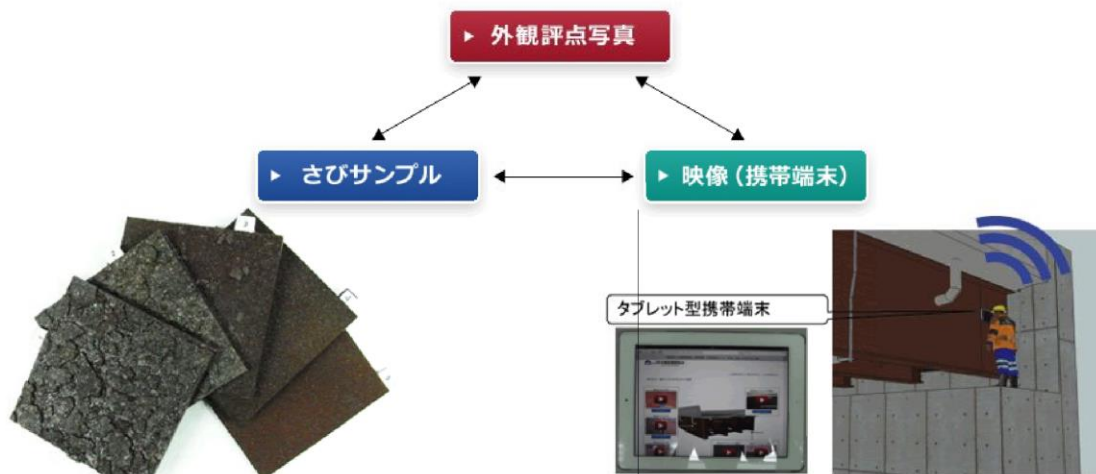 外観評点写真
さびサンプル
映像（携帯端末）
タブレット型携帯端末